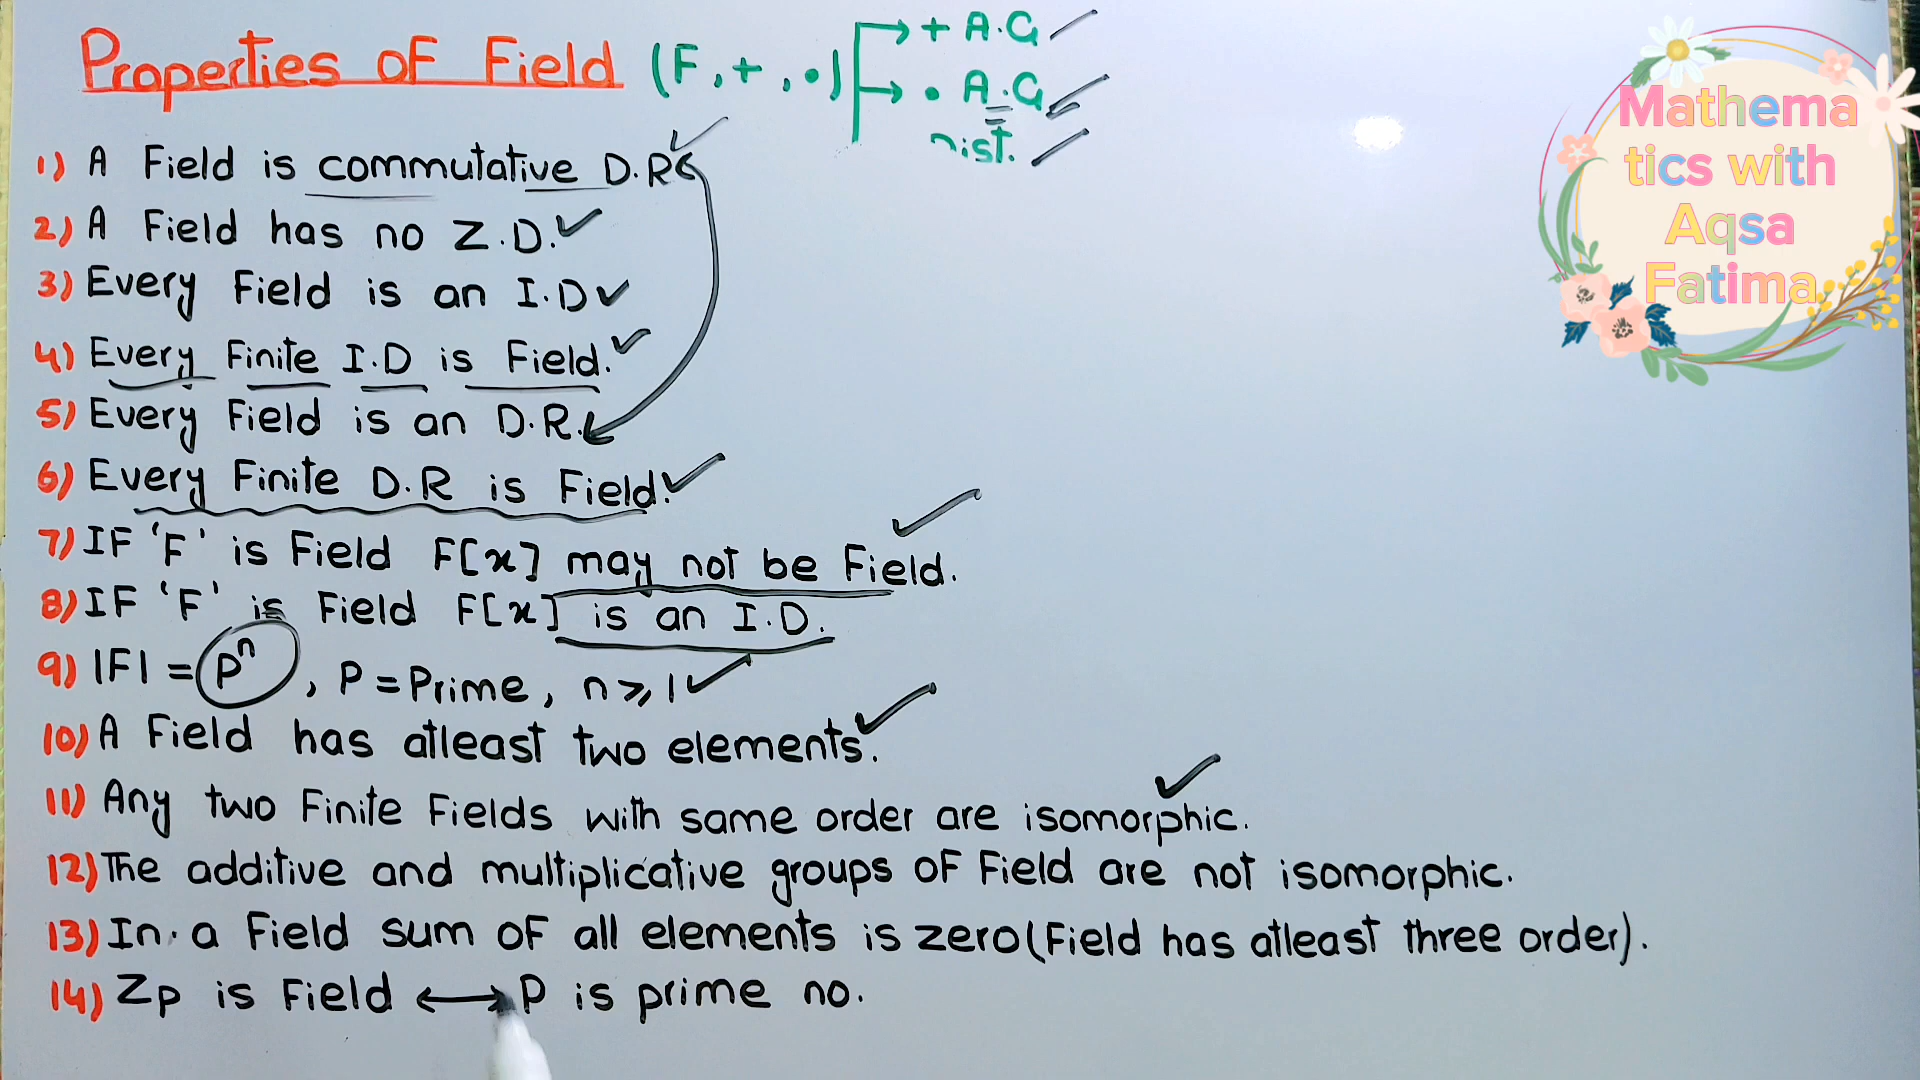 Properties of Field (F, +, •) → + A.G
→ • A.G
Dist.
1) A Field is commutative D.R
2) A Field has no Z.D.
3) Every Field is an I.D
4) Every Finite I.D is Field.
5) Every Field is an D.R.
6) Every Finite D.R is Field.
7) IF 'F' is Field F[x] may not be Field.
8) IF 'F' is Field F[x] is an I.D.
9) |F| = pⁿ, P = Prime, n ⩾ 1
10) A Field has atleast two elements.
11) Any two Finite Fields with same order are isomorphic.
12) The additive and multiplicative groups of Field are not isomorphic.
13) In a Field sum of all elements is zero (Field has atleast three order).
14) Zp is Field ↔ P is prime no.
Mathema
tics with
Aqsa
Fatima